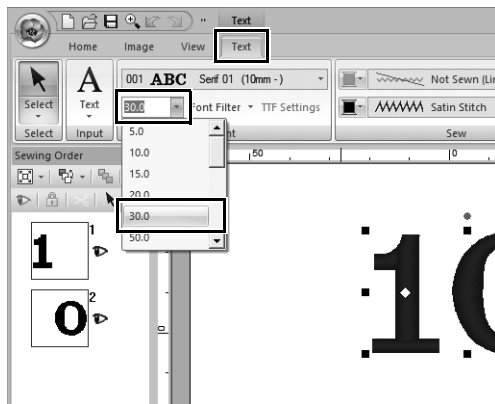 " Text
Home Image View Text
001 ABC Serif 01 (10mm - ) Not Sewn (Lin
Select Text 30.0 Font Filter TTF Settings Satin Stitch
Select Input nt Sew
5.0
10.0
15.0
20.0
30.0
50.0
Sewing Order
50 0
1
1
O
2
0
10